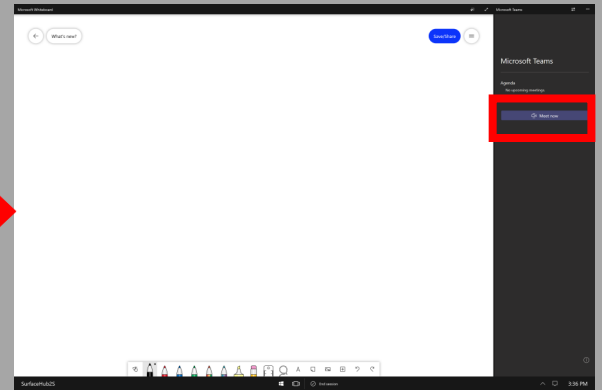 Microsoft Whiteboard
Microsoft Teams
What's new?
Save/Share
Microsoft Teams
Agenda
No upcoming meetings
Meet now
A
SurfaceHub2S
End session
3:36 PM